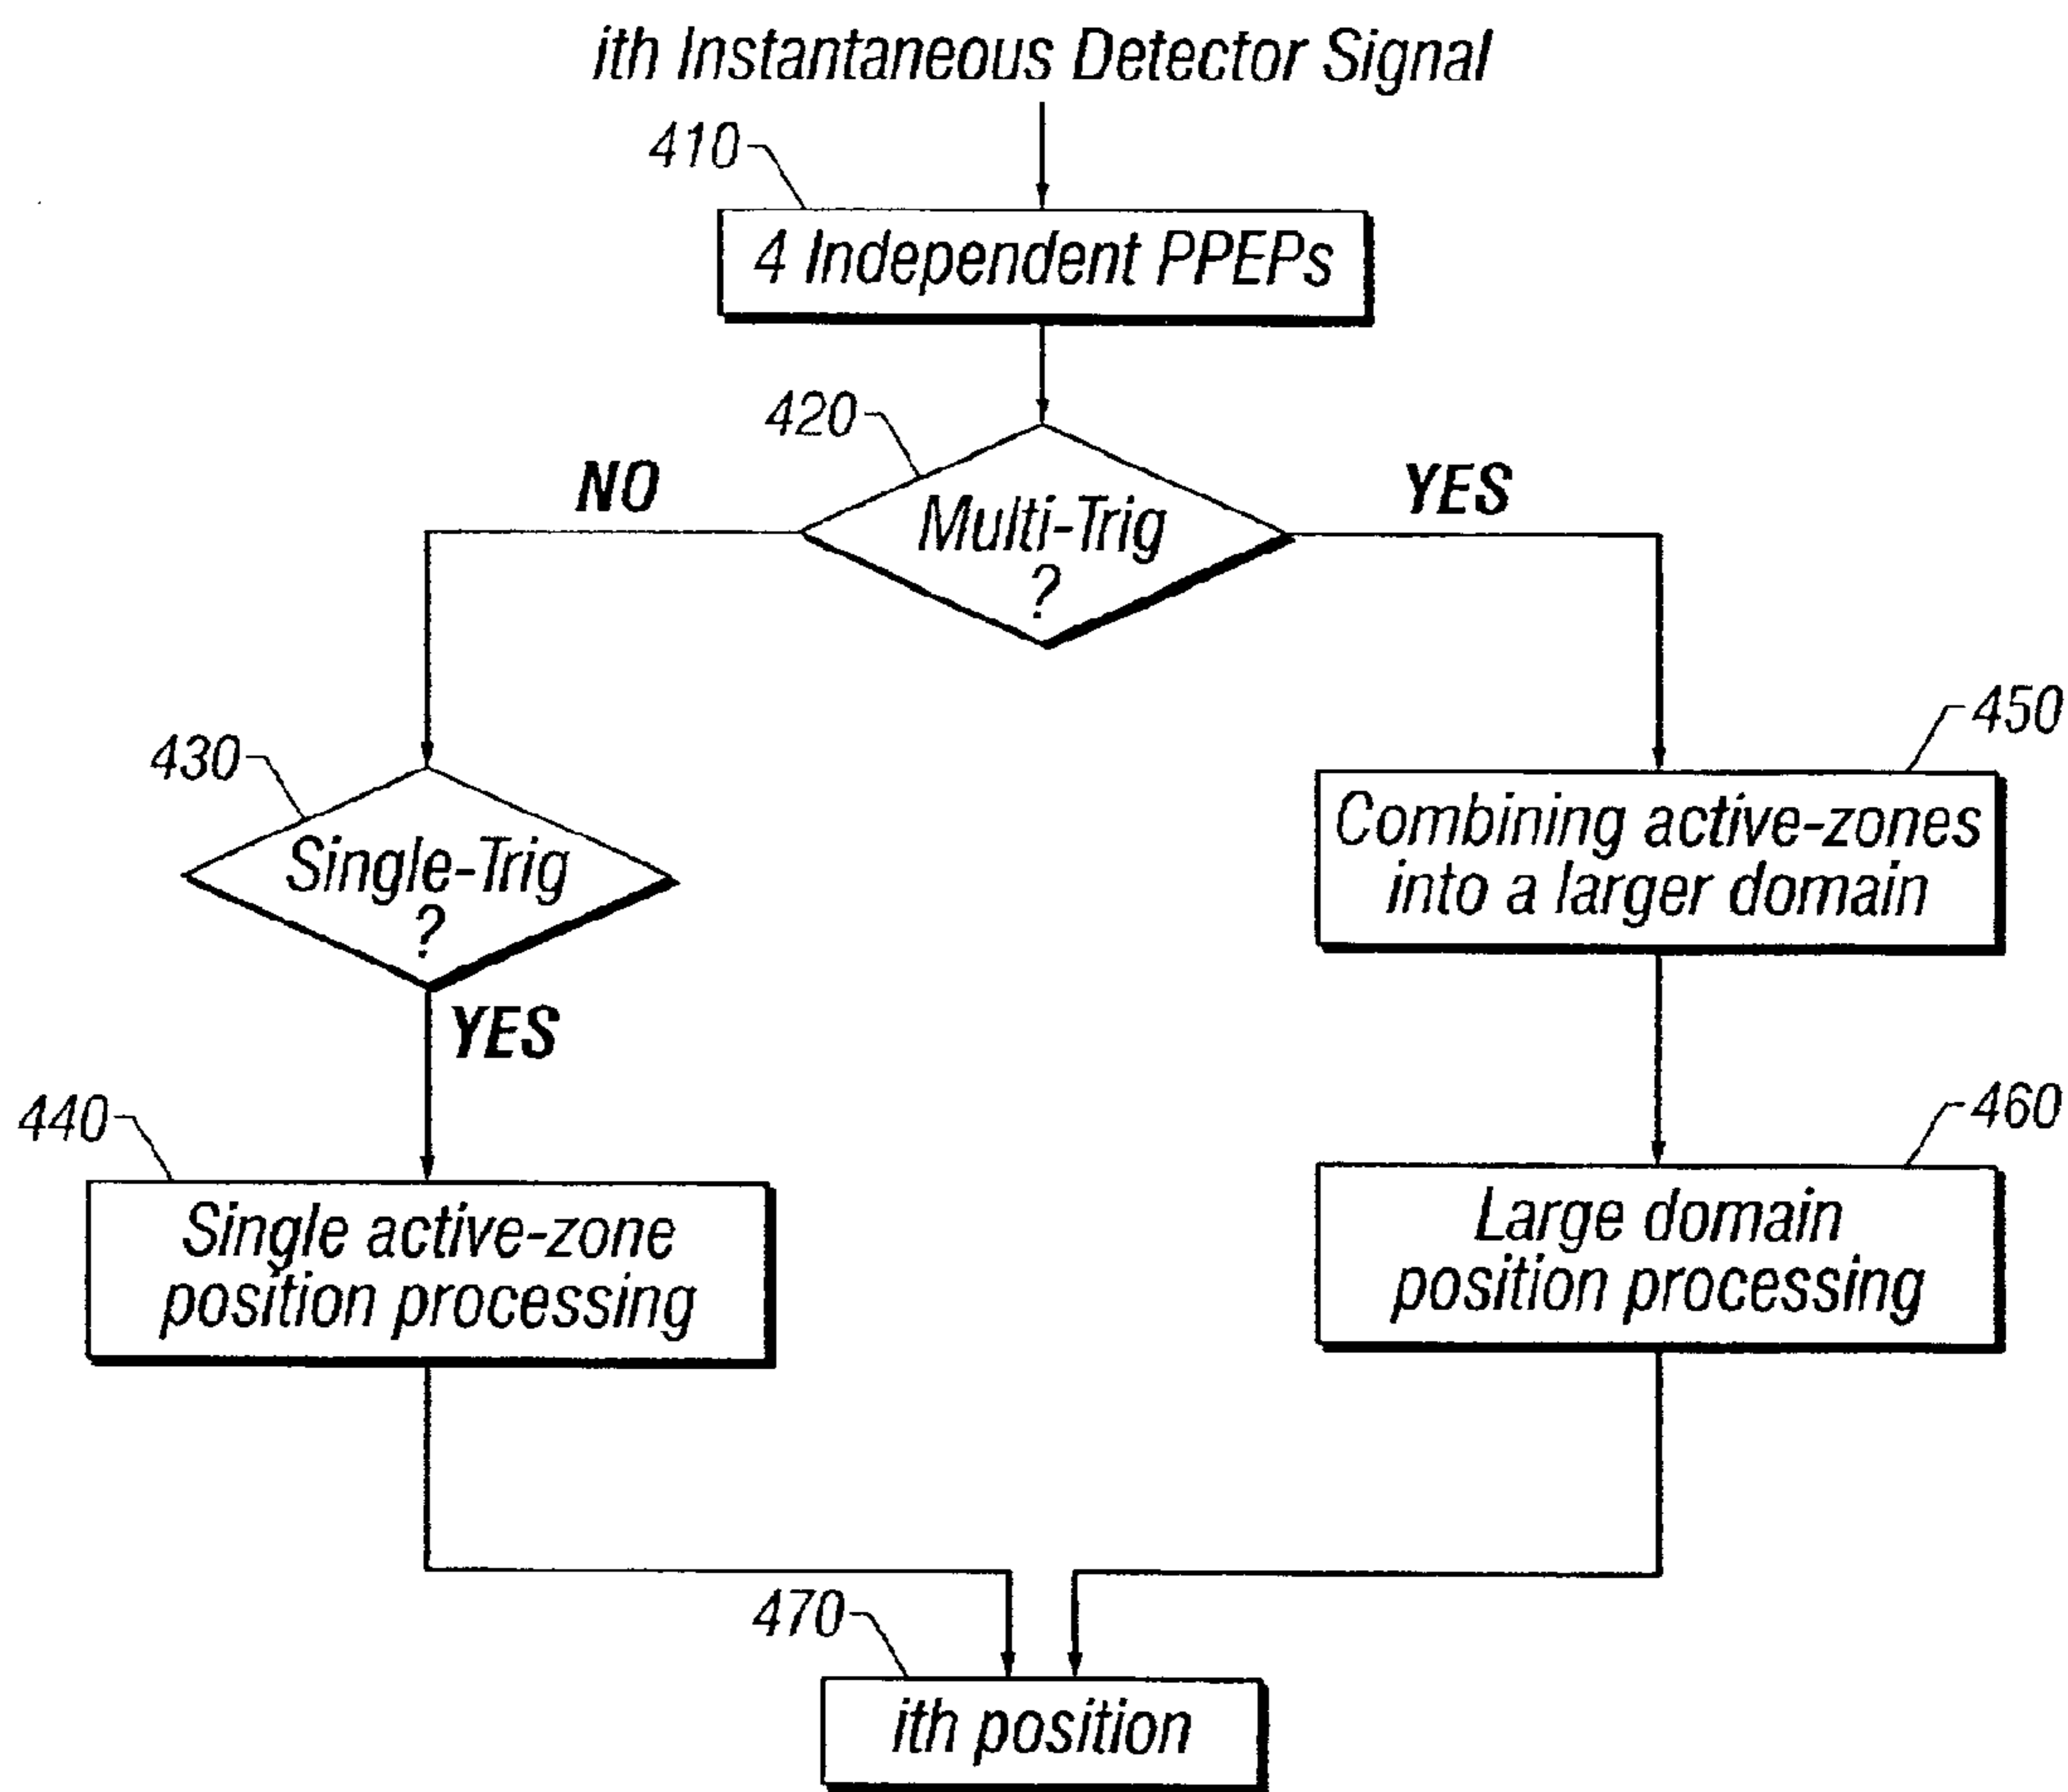 ith Instantaneous Detector Signal
410
4 Independent PPEPs
420
NO
YES
Multi-Trig
?
450
430
Combining active-zones
into a larger domain
Single-Trig
?
YES
440
460
Single active-zone
position processing
Large domain
position processing
470
ith position